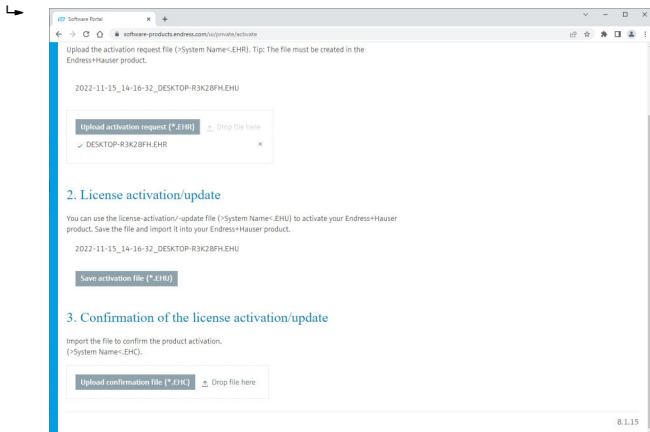 Software Portal
software-products.endress.com/ui/private/activate
Upload the activation request file (>System Name<.EHR). Tip: The file must be created in the
Endress+Hauser product.
2022-11-15_14-16-32_DESKTOP-R3K28FH.EHU
Upload activation request (*.EHR) Drop file here
DESKTOP-R3K28FH.EHR
2. License activation/update
You can use the license-activation/-update file (>System Name<.EHU) to activate your Endress+Hauser
product. Save the file and import it into your Endress+Hauser product.
2022-11-15_14-16-32_DESKTOP-R3K28FH.EHU
Save activation file (*.EHU)
3. Confirmation of the license activation/update
Import the file to confirm the product activation.
(>System Name<.EHC).
Upload confirmation file (*.EHC) Drop file here
8.1.15